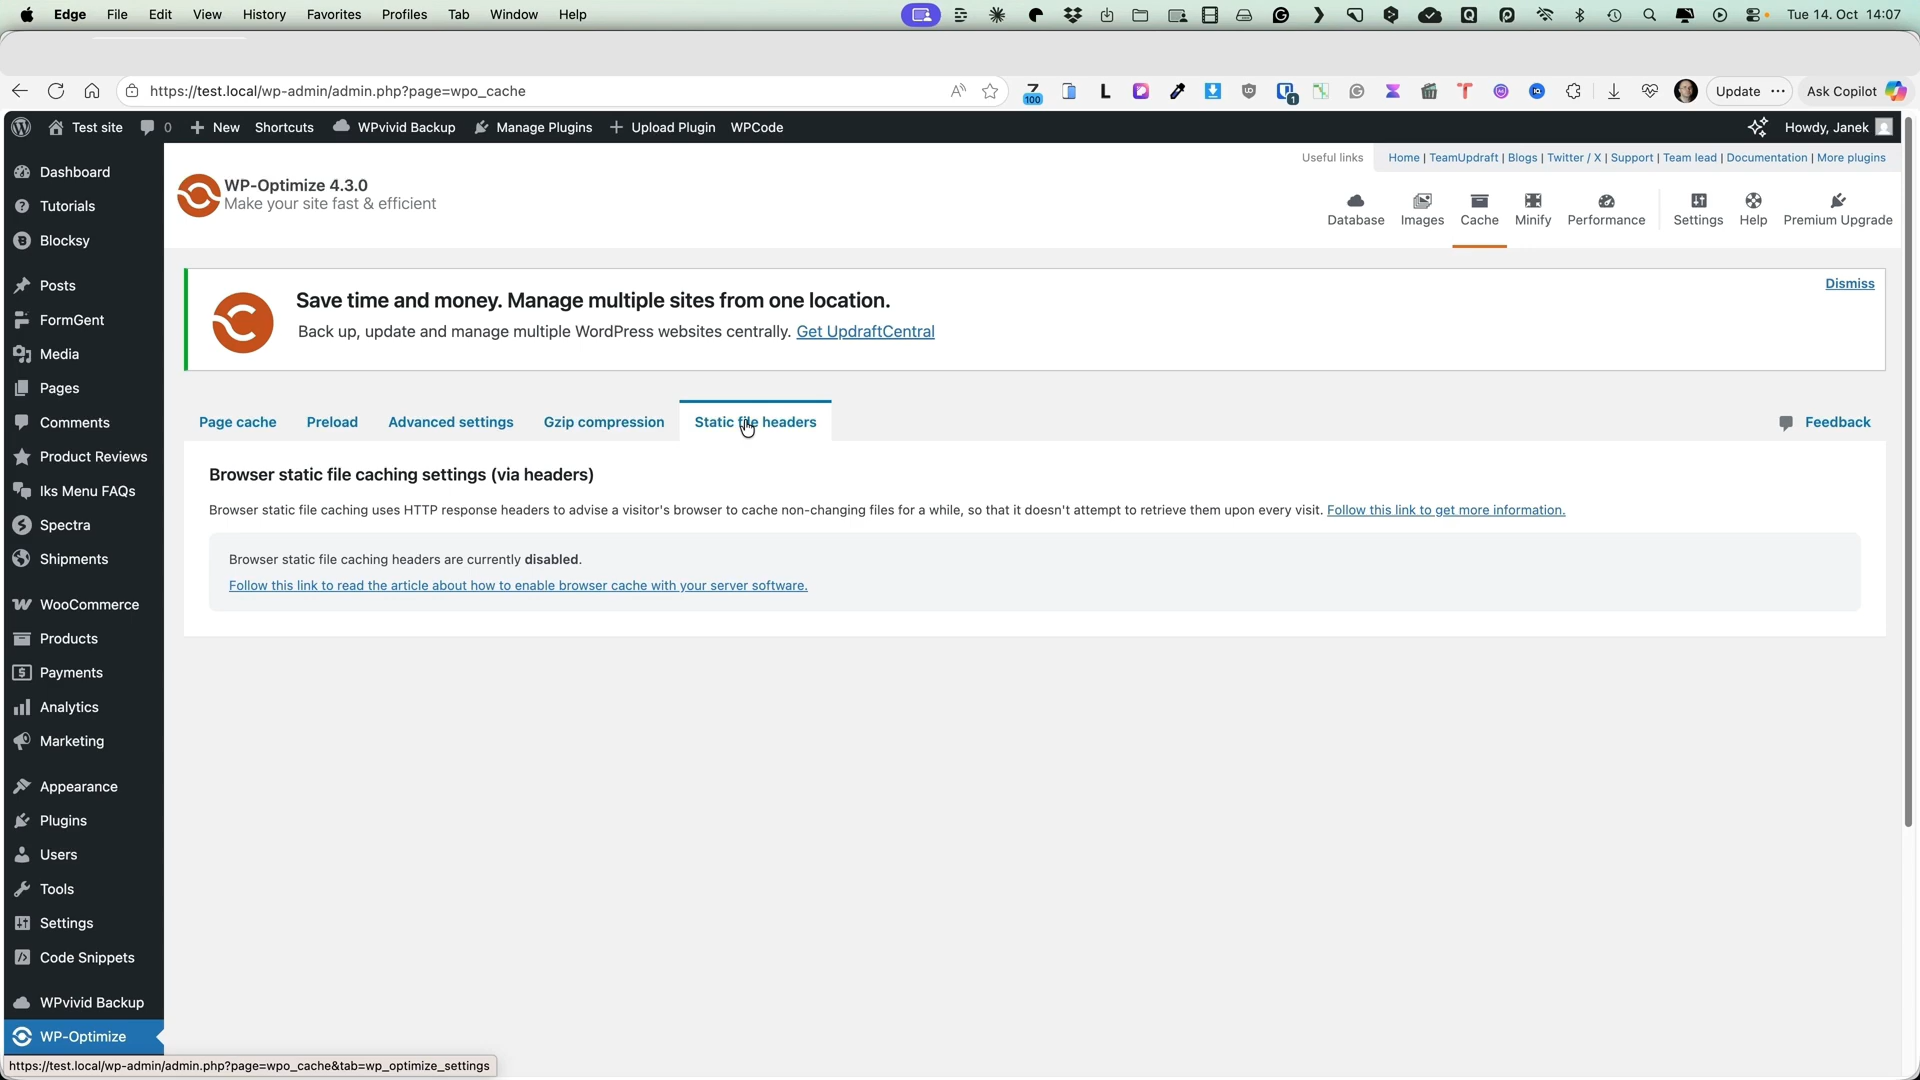 Edge File Edit View History Favorites Profiles Tab Window Help Tue 14. Oct 14:07
https://test.local/wp-admin/admin.php?page=wpo_cache 100 1 Update Ask Copilot
Test site 0 New Shortcuts WPvivid Backup Manage Plugins Upload Plugin WPCode Howdy, Janek
Useful links Home | TeamUpdraft | Blogs | Twitter / X | Support | Team lead | Documentation | More plugins
WP-Optimize 4.3.0
Make your site fast & efficient
Database Images Cache Minify Performance Settings Help Premium Upgrade
Dashboard
Tutorials
Blocksy
Posts
FormGent
Media
Pages
Comments
Product Reviews
Iks Menu FAQs
Spectra
Shipments
WooCommerce
Products
Payments
Analytics
Marketing
Appearance
Plugins
Users
Tools
Settings
Code Snippets
WPvivid Backup
WP-Optimize
Save time and money. Manage multiple sites from one location.
Dismiss
Back up, update and manage multiple WordPress websites centrally. Get UpdraftCentral
Page cache Preload Advanced settings Gzip compression Static file headers Feedback
Browser static file caching settings (via headers)
Browser static file caching uses HTTP response headers to advise a visitor's browser to cache non-changing files for a while, so that it doesn't attempt to retrieve them upon every visit. Follow this link to get more information.
Browser static file caching headers are currently disabled.
Follow this link to read the article about how to enable browser cache with your server software.
https://test.local/wp-admin/admin.php?page=wpo_cache&tab=wp_optimize_settings